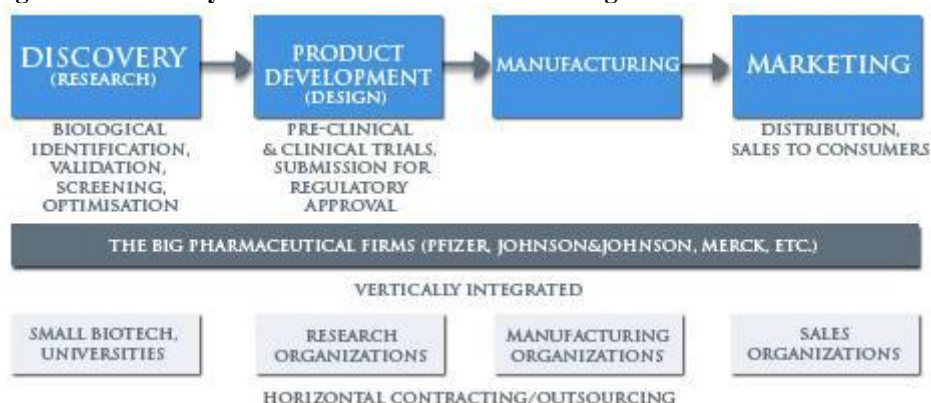 DISCOVERY
(RESEARCH)
PRODUCT
DEVELOPMENT
(DESIGN)
MANUFACTURING
MARKETING
BIOLOGICAL
IDENTIFICATION,
VALIDATION,
SCREENING,
OPTIMISATION
PRE-CLINICAL
& CLINICAL TRIALS,
SUBMISSION FOR
REGULATORY
APPROVAL
DISTRIBUTION,
SALES TO CONSUMERS
THE BIG PHARMACEUTICAL FIRMS (PFIZER, JOHNSON&JOHNSON, MERCK, ETC.)
VERTICALLY INTEGRATED
SMALL BIOTECH,
UNIVERSITIES
RESEARCH
ORGANIZATIONS
MANUFACTURING
ORGANIZATIONS
SALES
ORGANIZATIONS
HORIZONTAL CONTRACTING/OUTSOURCING